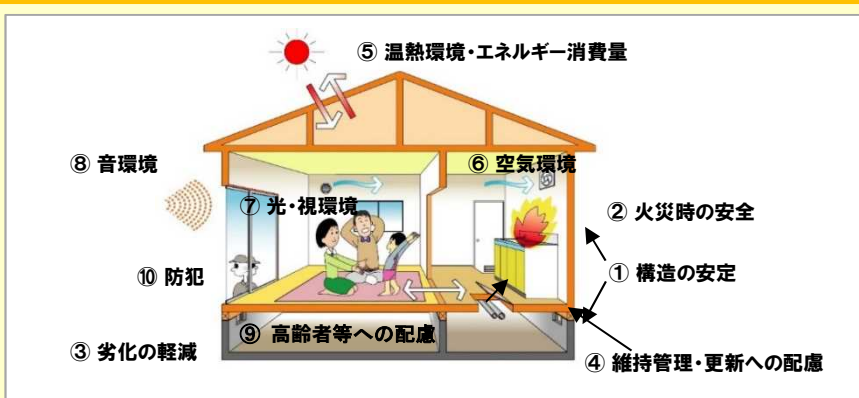 ⑤ 温熱環境・エネルギー消費量
⑧ 音環境
⑥ 空気環境
⑦ 光・視環境
② 火災時の安全
⑩ 防犯
① 構造の安定
⑨ 高齢者等への配慮
③ 劣化の軽減
④ 維持管理・更新への配慮